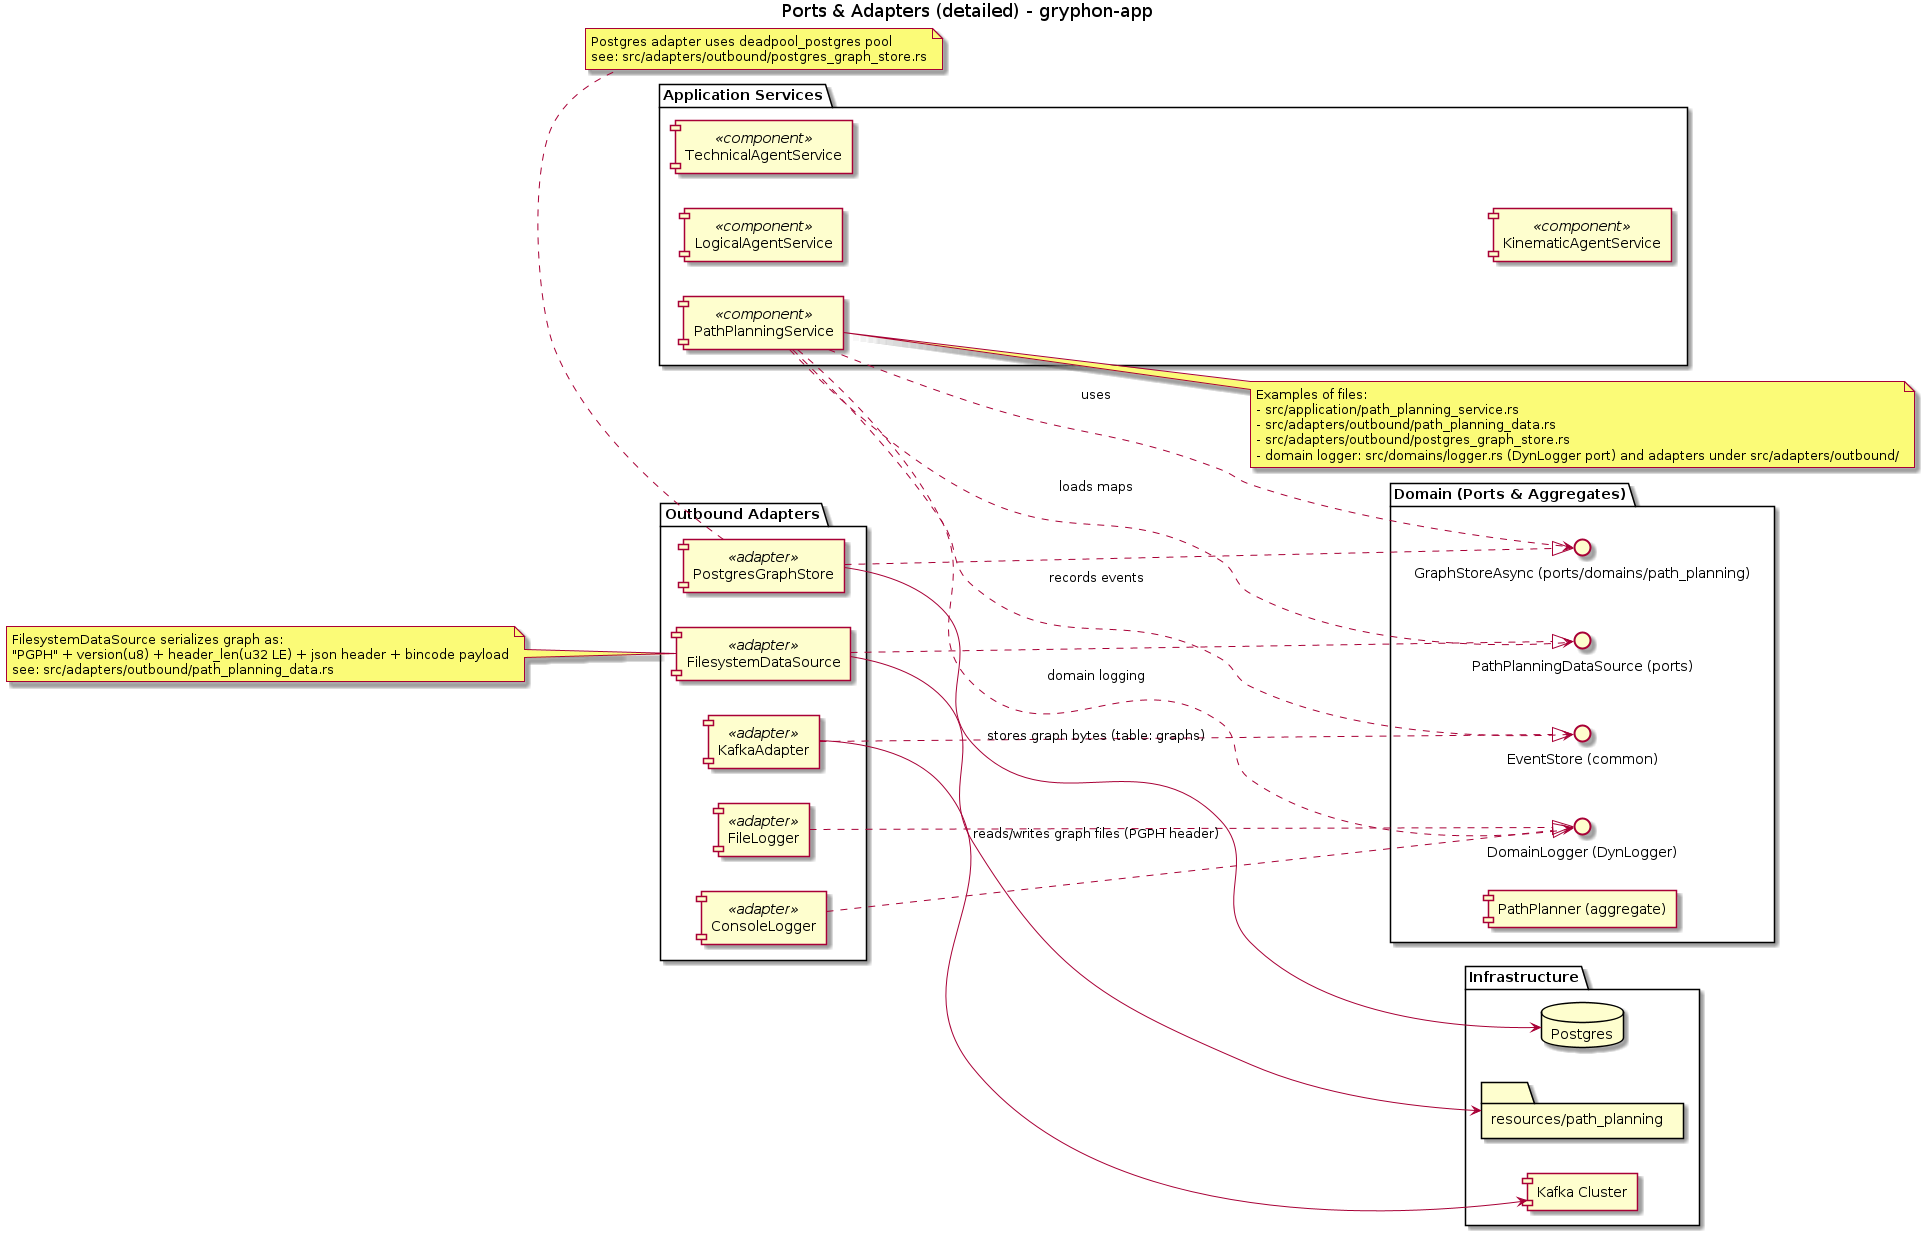 Ports & Adapters (detailed) - gryphon-app
Postgres adapter uses deadpool_postgres pool
see: src/adapters/outbound/postgres_graph_store.rs
Application Services
«component»
TechnicalAgentService
«component»
LogicalAgentService
«component»
KinematicAgentService
«component»
PathPlanningService
Examples of files:
- src/application/path_planning_service.rs
- src/adapters/outbound/path_planning_data.rs
- src/adapters/outbound/postgres_graph_store.rs
- domain logger: src/domains/logger.rs (DynLogger port) and adapters under src/adapters/outbound/
uses
loads maps
records events
domain logging
stores graph bytes (table: graphs)
reads/writes graph files (PGPH header)
Outbound Adapters
«adapter»
PostgresGraphStore
«adapter»
FilesystemDataSource
«adapter»
KafkaAdapter
«adapter»
FileLogger
«adapter»
ConsoleLogger
FilesystemDataSource serializes graph as:
"PGPH" + version(u8) + header_len(u32 LE) + json header + bincode payload
see: src/adapters/outbound/path_planning_data.rs
Domain (Ports & Aggregates)
GraphStoreAsync (ports/domains/path_planning)
PathPlanningDataSource (ports)
EventStore (common)
DomainLogger (DynLogger)
PathPlanner (aggregate)
Infrastructure
Postgres
resources/path_planning
Kafka Cluster